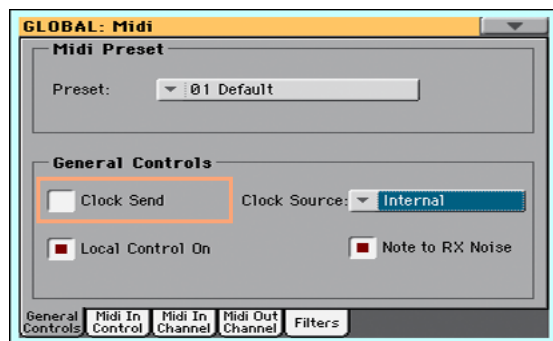 GLOBAL: Midi
Midi Preset
Preset: 01 Default
General Controls
Clock Send Clock Source: Internal
Local Control On Note to RX Noise
General Controls Midi In Control Midi In Channel Midi Out Channel Filters